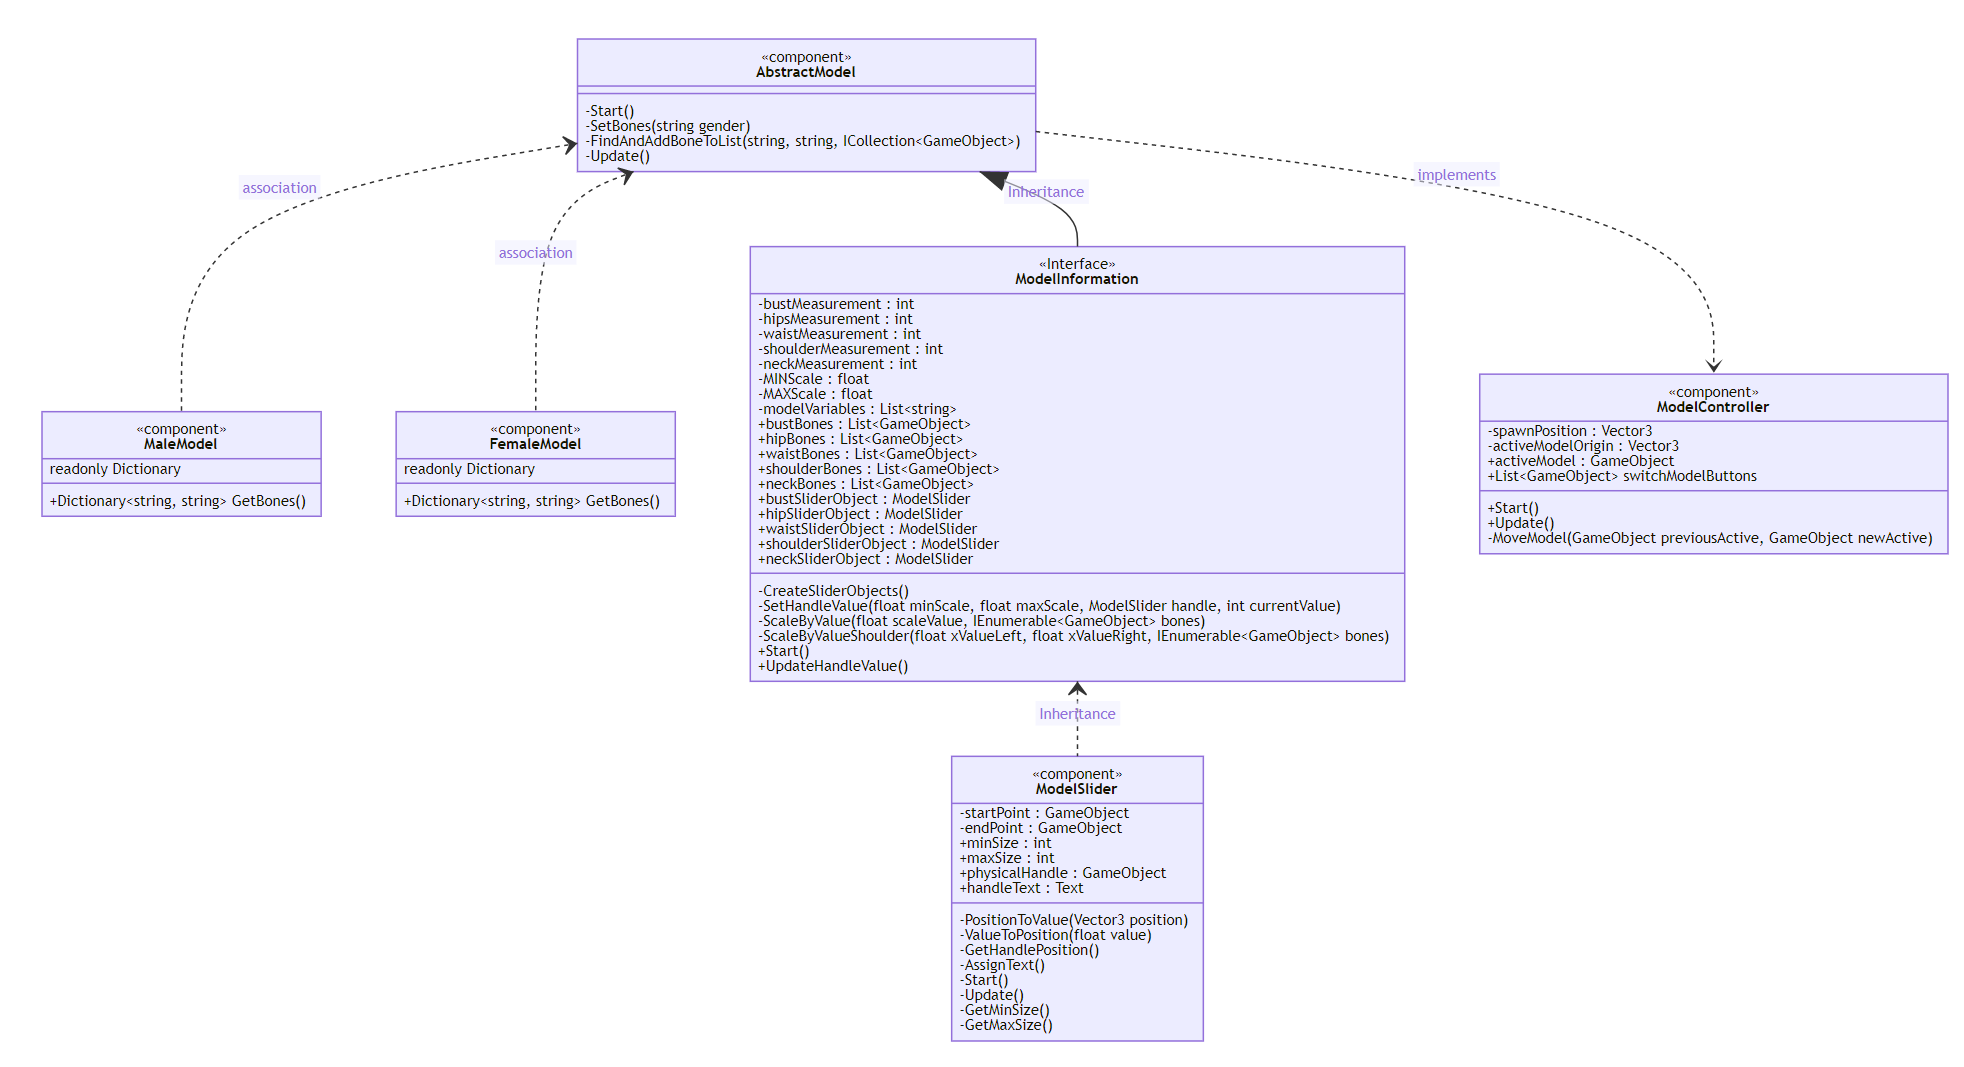 «component»
AbstractModel
-Start()
-SetBones(string gender)
-FindAndAddBoneToList(string, string, ICollection<GameObject>)
-Update()
association
association
Inheritance
implements
«component»
MaleModel
readonly Dictionary
+Dictionary<string, string> GetBones()
«component»
FemaleModel
readonly Dictionary
+Dictionary<string, string> GetBones()
«Interface»
ModelInformation
-bustMeasurement : int
-hipsMeasurement : int
-waistMeasurement : int
-shoulderMeasurement : int
-neckMeasurement : int
-MINScale : float
-MAXScale : float
-modelVariables : List<string>
+bustBones : List<GameObject>
+hipBones : List<GameObject>
+waistBones : List<GameObject>
+shoulderBones : List<GameObject>
+neckBones : List<GameObject>
+bustSliderObject : ModelSlider
+hipSliderObject : ModelSlider
+waistSliderObject : ModelSlider
+shoulderSliderObject : ModelSlider
+neckSliderObject : ModelSlider
-CreateSliderObjects()
-SetHandleValue(float minScale, float maxScale, ModelSlider handle, int currentValue)
-ScaleByValue(float scaleValue, IEnumerable<GameObject> bones)
-ScaleByValueShoulder(float xValueLeft, float xValueRight, IEnumerable<GameObject> bones)
+Start()
+UpdateHandleValue()
«component»
ModelController
-spawnPosition : Vector3
-activeModelOrigin : Vector3
+activeModel : GameObject
+List<GameObject> switchModelButtons
+Start()
+Update()
-MoveModel(GameObject previousActive, GameObject newActive)
Inheritance
«component»
ModelSlider
-startPoint : GameObject
-endPoint : GameObject
+minSize : int
+maxSize : int
+physicalHandle : GameObject
+handleText : Text
-PositionToValue(Vector3 position)
-ValueToPosition(float value)
-GetHandlePosition()
-AssignText()
-Start()
-Update()
-GetMinSize()
-GetMaxSize()